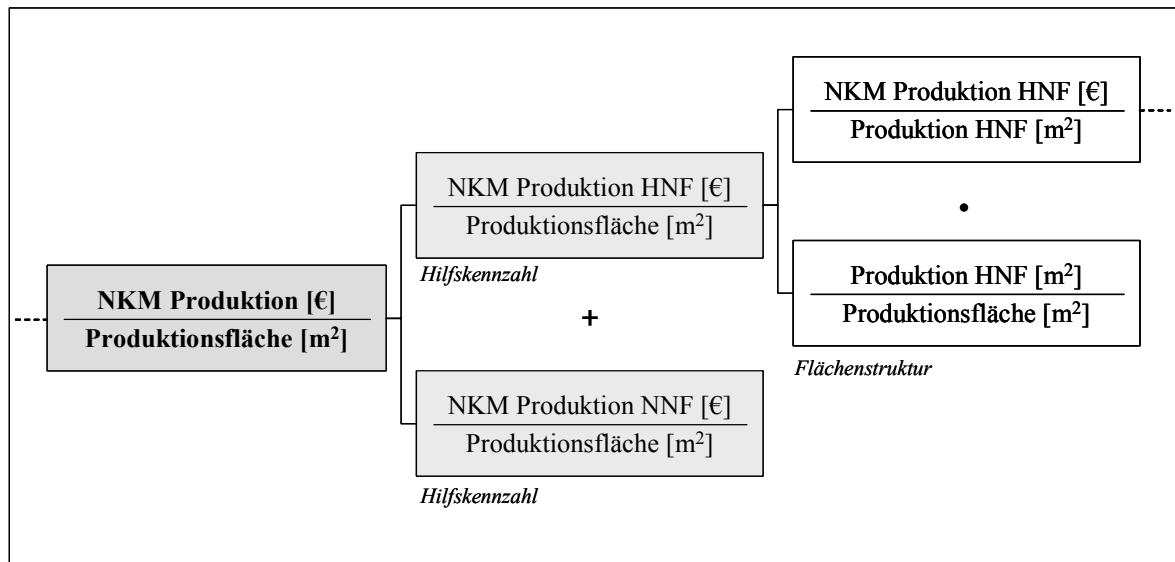 NKM Produktion HNF [€]
Produktion HNF [m²]
NKM Produktion HNF [€]
Produktionsfläche [m²]
Hilfskennzahl
•
Produktion HNF [m²]
Produktionsfläche [m²]
Flächenstruktur
NKM Produktion [€]
Produktionsfläche [m²]
+
NKM Produktion NNF [€]
Produktionsfläche [m²]
Hilfskennzahl